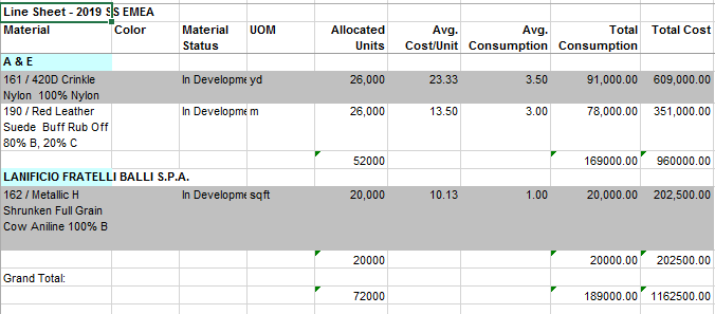 Line Sheet - 2019 SS EMEA
Material Color Material Status UOM Allocated Units Avg. Cost/Unit Avg. Consumption Total Consumption Total Cost
A & E
161 / 420D Crinkle In Developme yd 26,000 23.33 3.50 91,000.00 609,000.00
Nylon 100% Nylon
190 / Red Leather In Developme m 26,000 13.50 3.00 78,000.00 351,000.00
Suede Buff Rub Off
80% B, 20% C
52000 169000.00 960000.00
LANIFICIO FRATELLI BALLI S.P.A.
162 / Metallic H In Developme sqft 20,000 10.13 1.00 20,000.00 202,500.00
Shrunken Full Grain
Cow Aniline 100% B
20000 20000.00 202500.00
Grand Total:
72000 189000.00 1162500.00